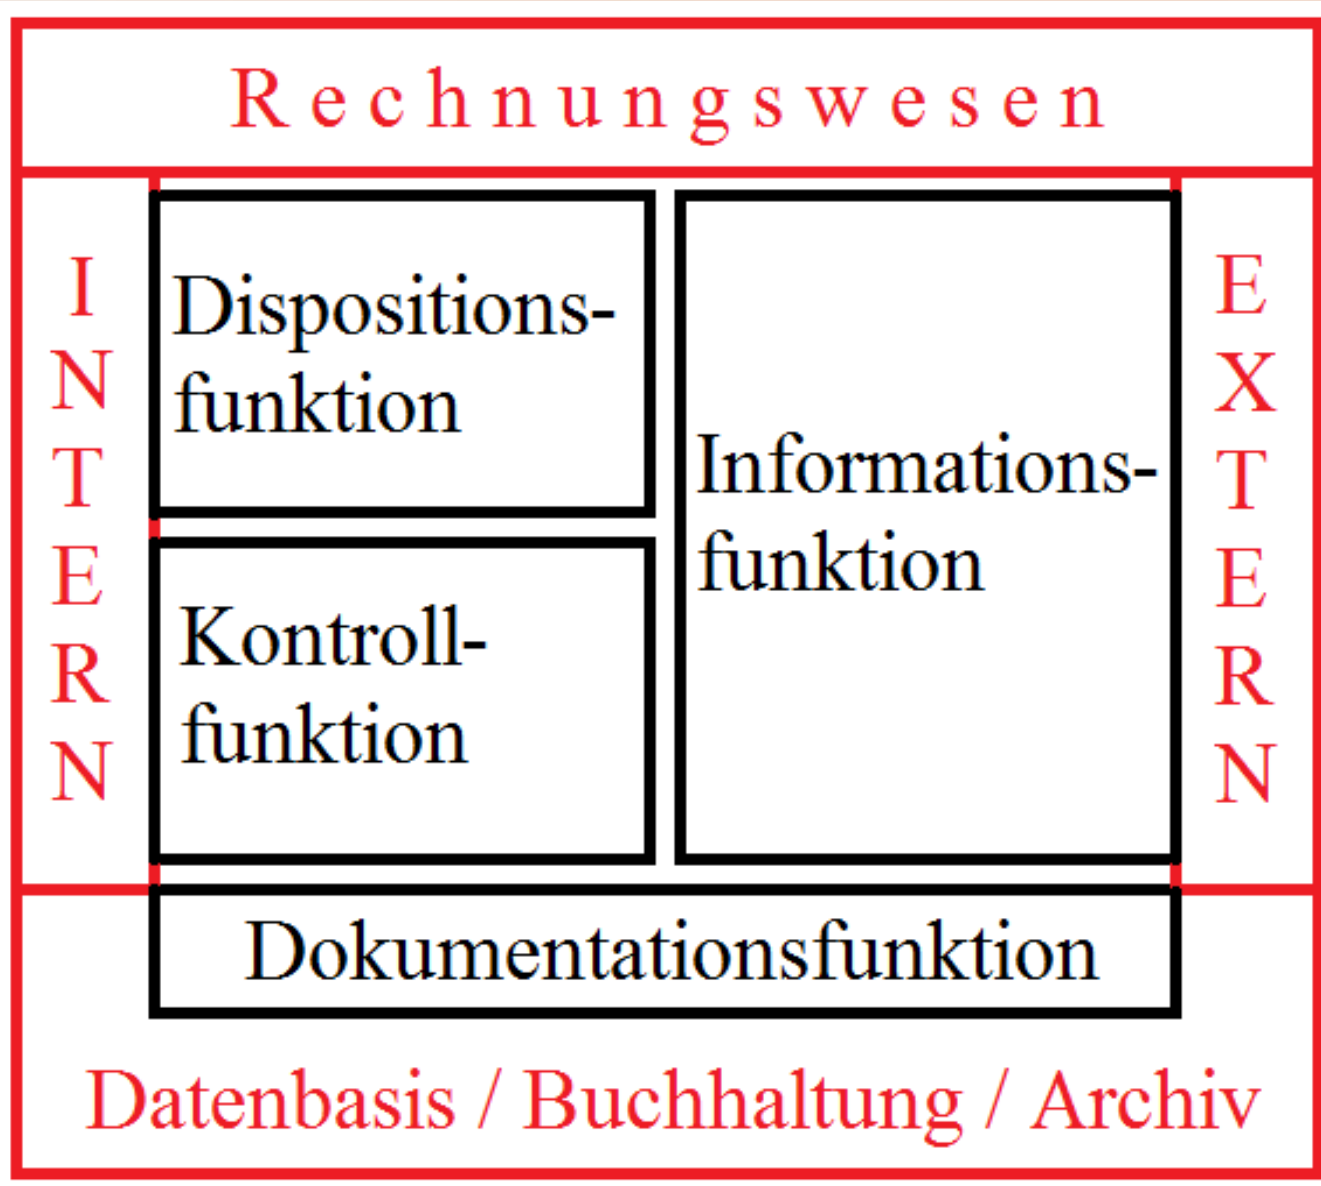 Rechnungswesen
INTERN
Dispositions-
funktion
Kontroll-
funktion
Informations-
funktion
EXTERN
Dokumentationsfunktion
Datenbasis / Buchhaltung / Archiv